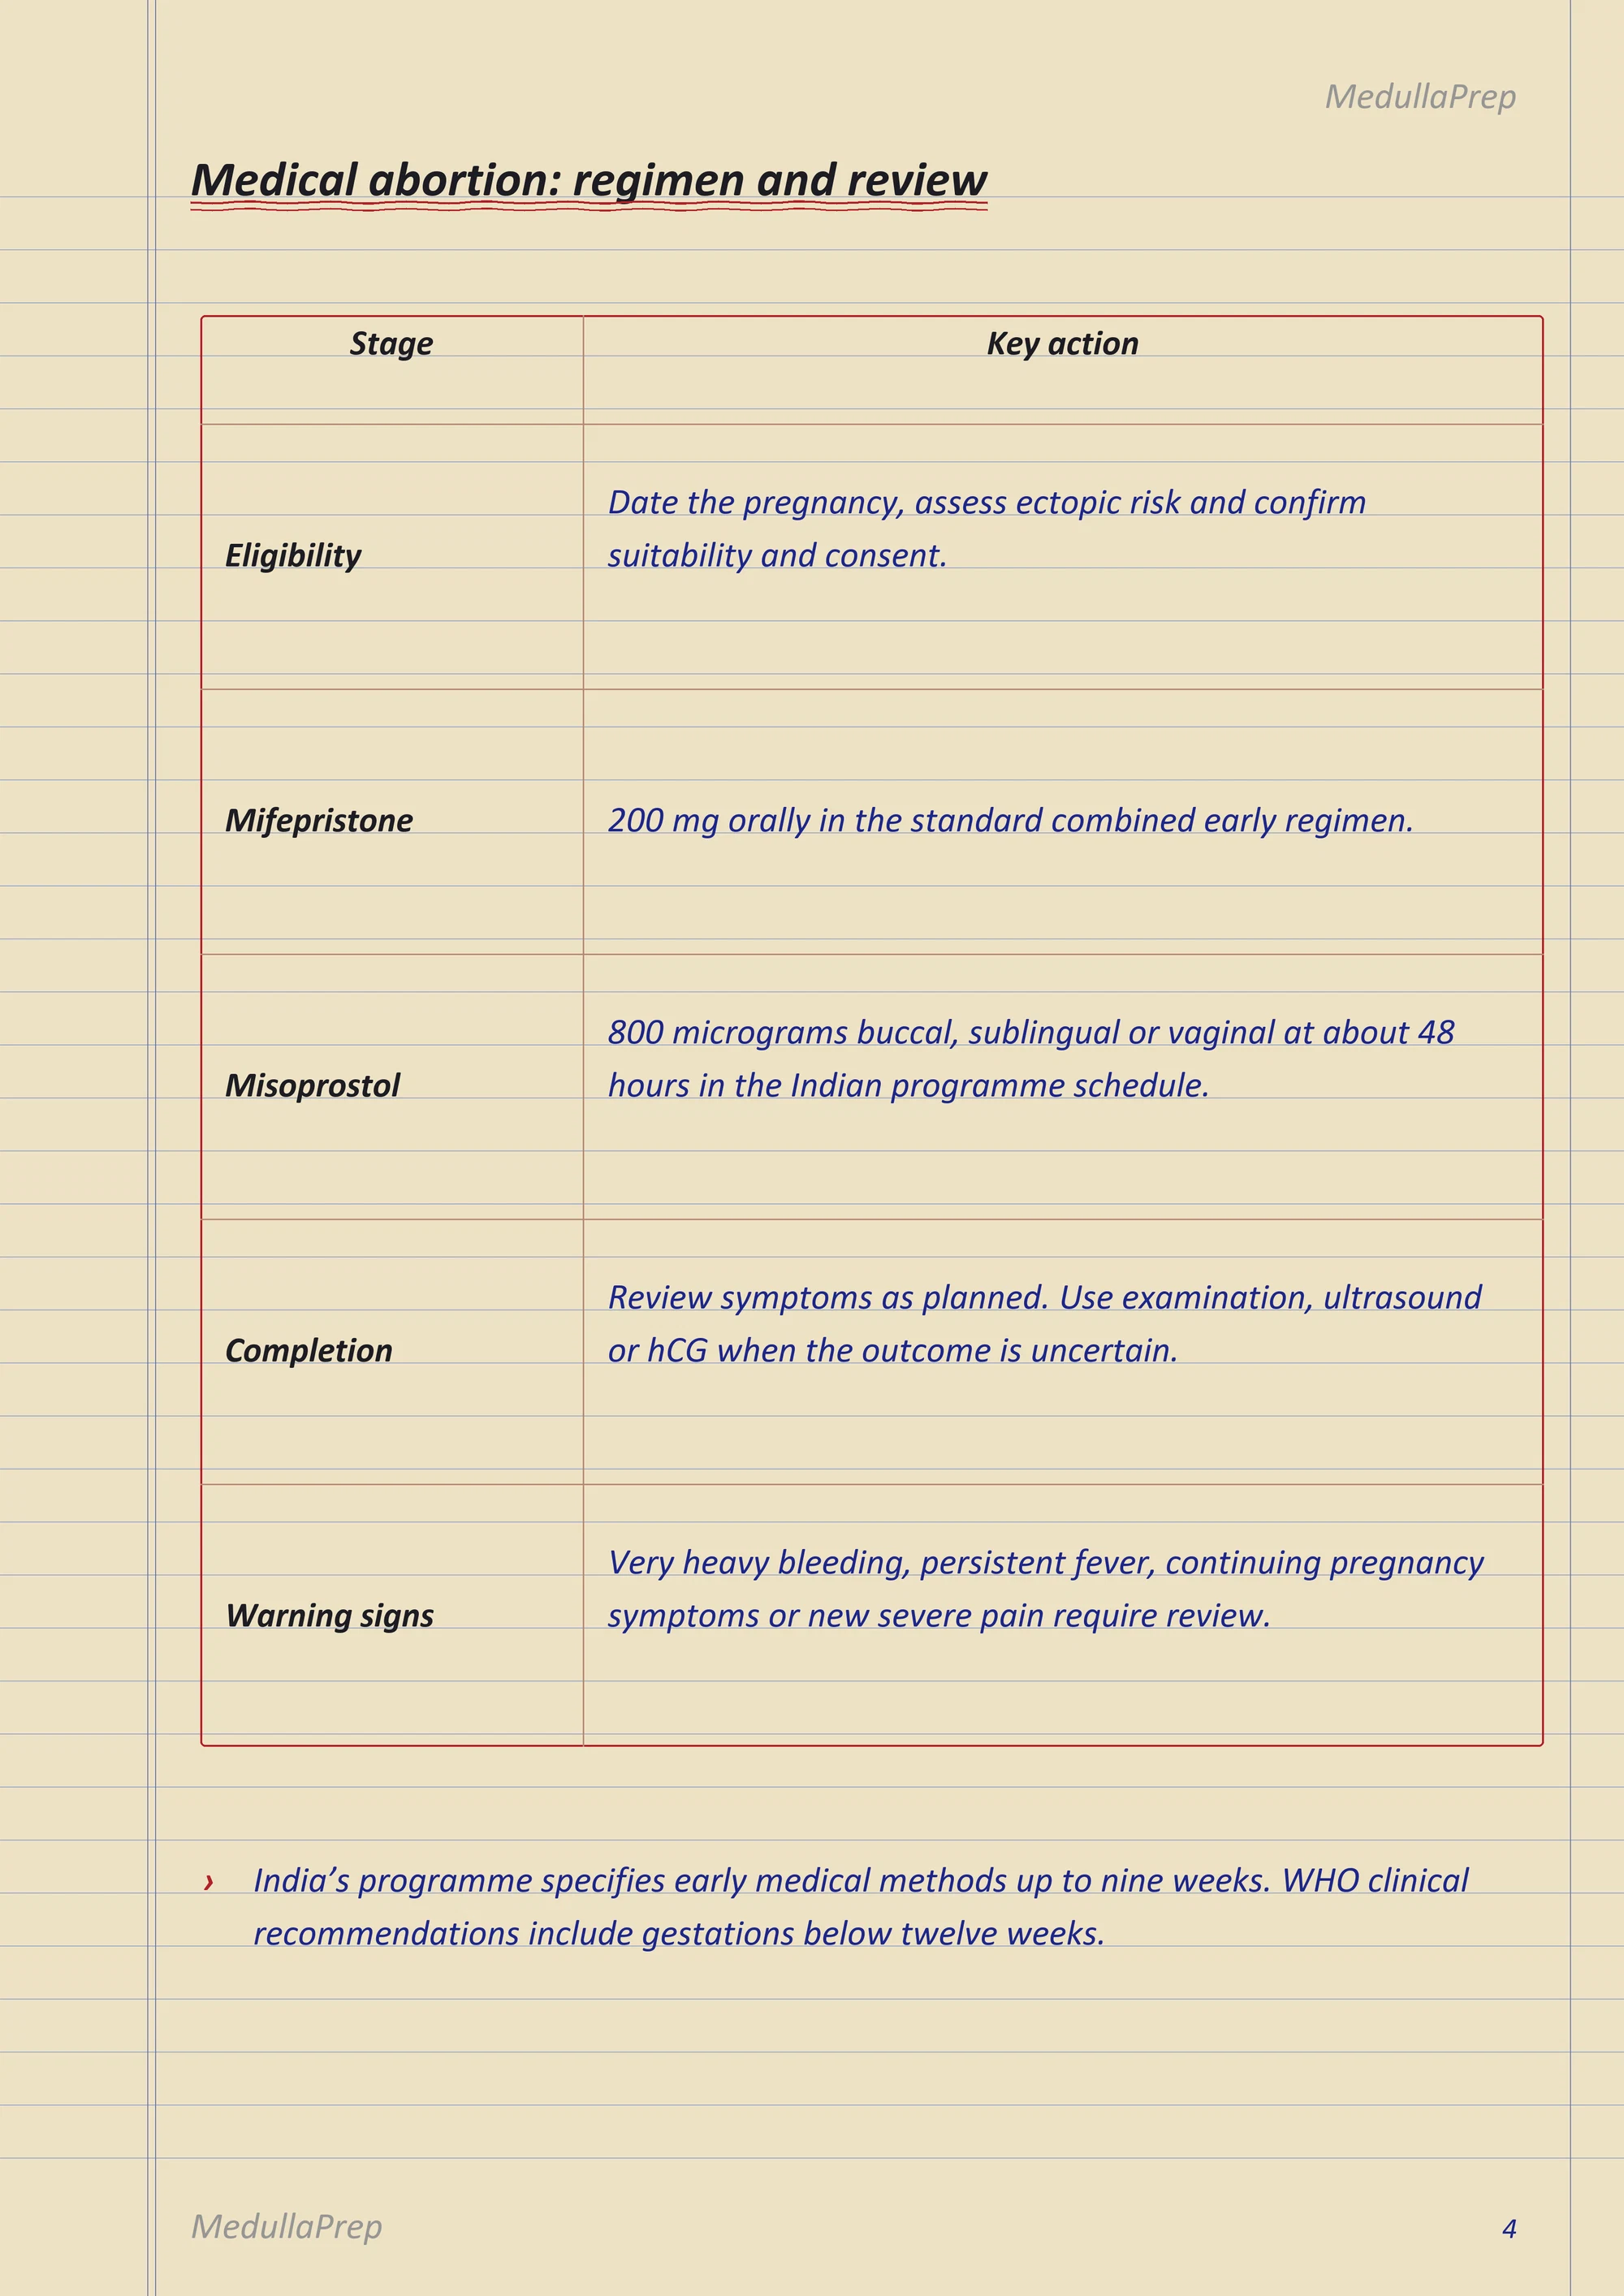 MedullaPrep
Medical abortion: regimen and review
Stage Key action
Date the pregnancy, assess ectopic risk and confirm
Eligibility suitability and consent.
Mifepristone 200 mg orally in the standard combined early regimen.
800 micrograms buccal, sublingual or vaginal at about 48
Misoprostol hours in the Indian programme schedule.
Review symptoms as planned. Use examination, ultrasound
Completion or hCG when the outcome is uncertain.
Very heavy bleeding, persistent fever, continuing pregnancy
Warning signs symptoms or new severe pain require review.
› India’s programme specifies early medical methods up to nine weeks. WHO clinical
recommendations include gestations below twelve weeks.
MedullaPrep 4